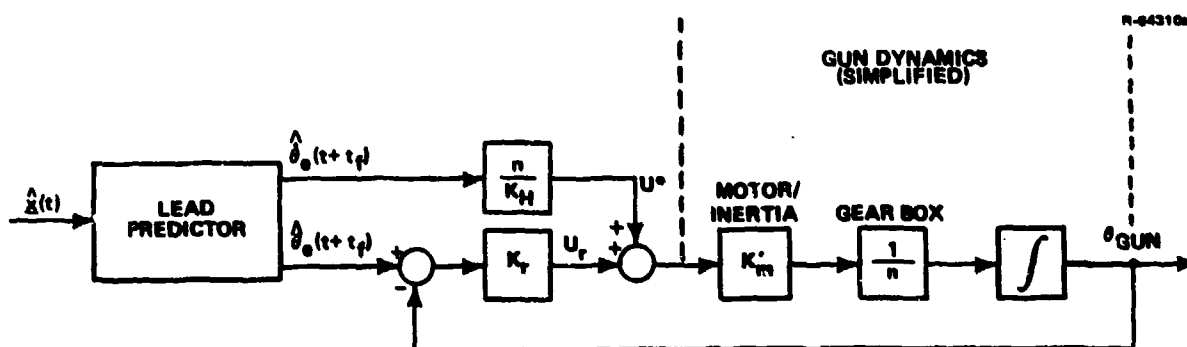 R-64310
GUN DYNAMICS
(SIMPLIFIED)
θ̂̇e(t+tf)
n
KH
U*
x̂(t)
LEAD
PREDICTOR
MOTOR/
INERTIA
GEAR BOX
+
+
θ̂e(t+tf)
+
-
Kr
Ur
K'm
1
n
∫
θGUN